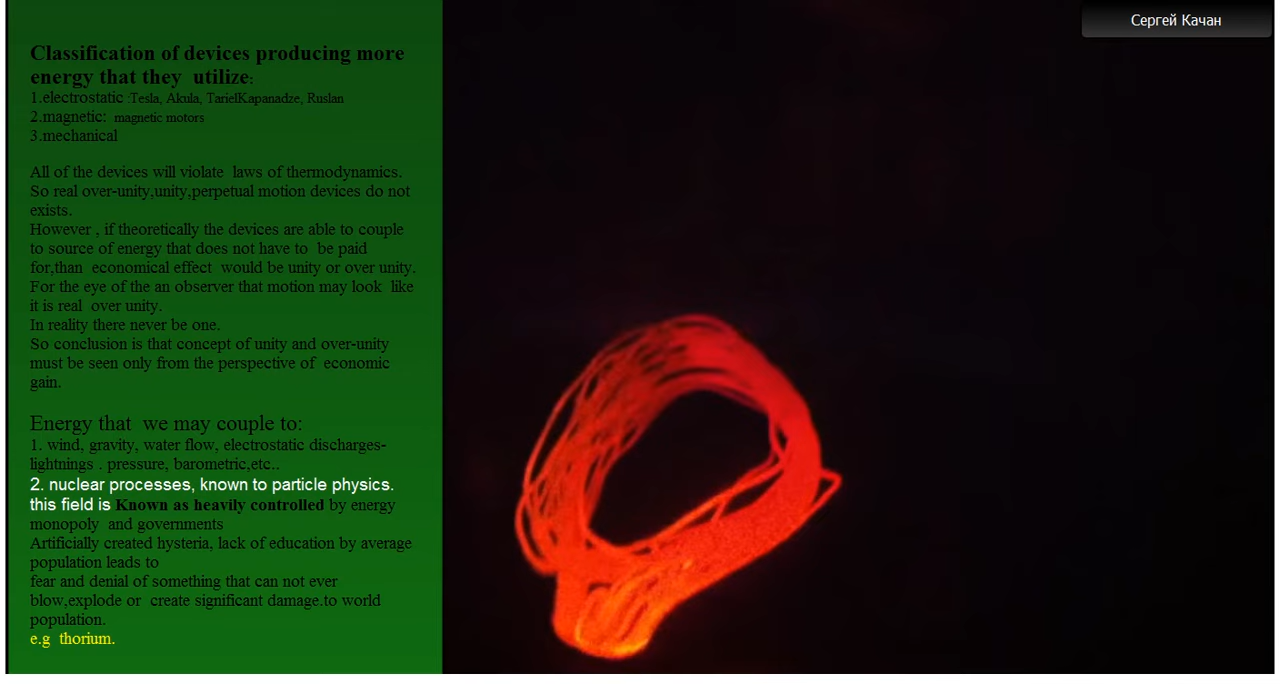 Classification of devices producing more
energy that they utilize:
1.electrostatic :Tesla, Akula, TarielKapanadze, Ruslan
2.magnetic: magnetic motors
3.mechanical
All of the devices will violate laws of thermodynamics.
So real over-unity,unity,perpetual motion devices do not
exists.
However , if theoretically the devices are able to couple
to source of energy that does not have to be paid
for,than economical effect would be unity or over unity.
For the eye of the an observer that motion may look like
it is real over unity.
In reality there never be one.
So conclusion is that concept of unity and over-unity
must be seen only from the perspective of economic
gain.
Energy that we may couple to:
1. wind, gravity, water flow, electrostatic discharges-
lightnings . pressure, barometric,etc..
2. nuclear processes, known to particle physics.
this field is Known as heavily controlled by energy
monopoly and governments
Artificially created hysteria, lack of education by average
population leads to
fear and denial of something that can not ever
blow,explode or create significant damage.to world
population.
e.g thorium.
Сергей Качан